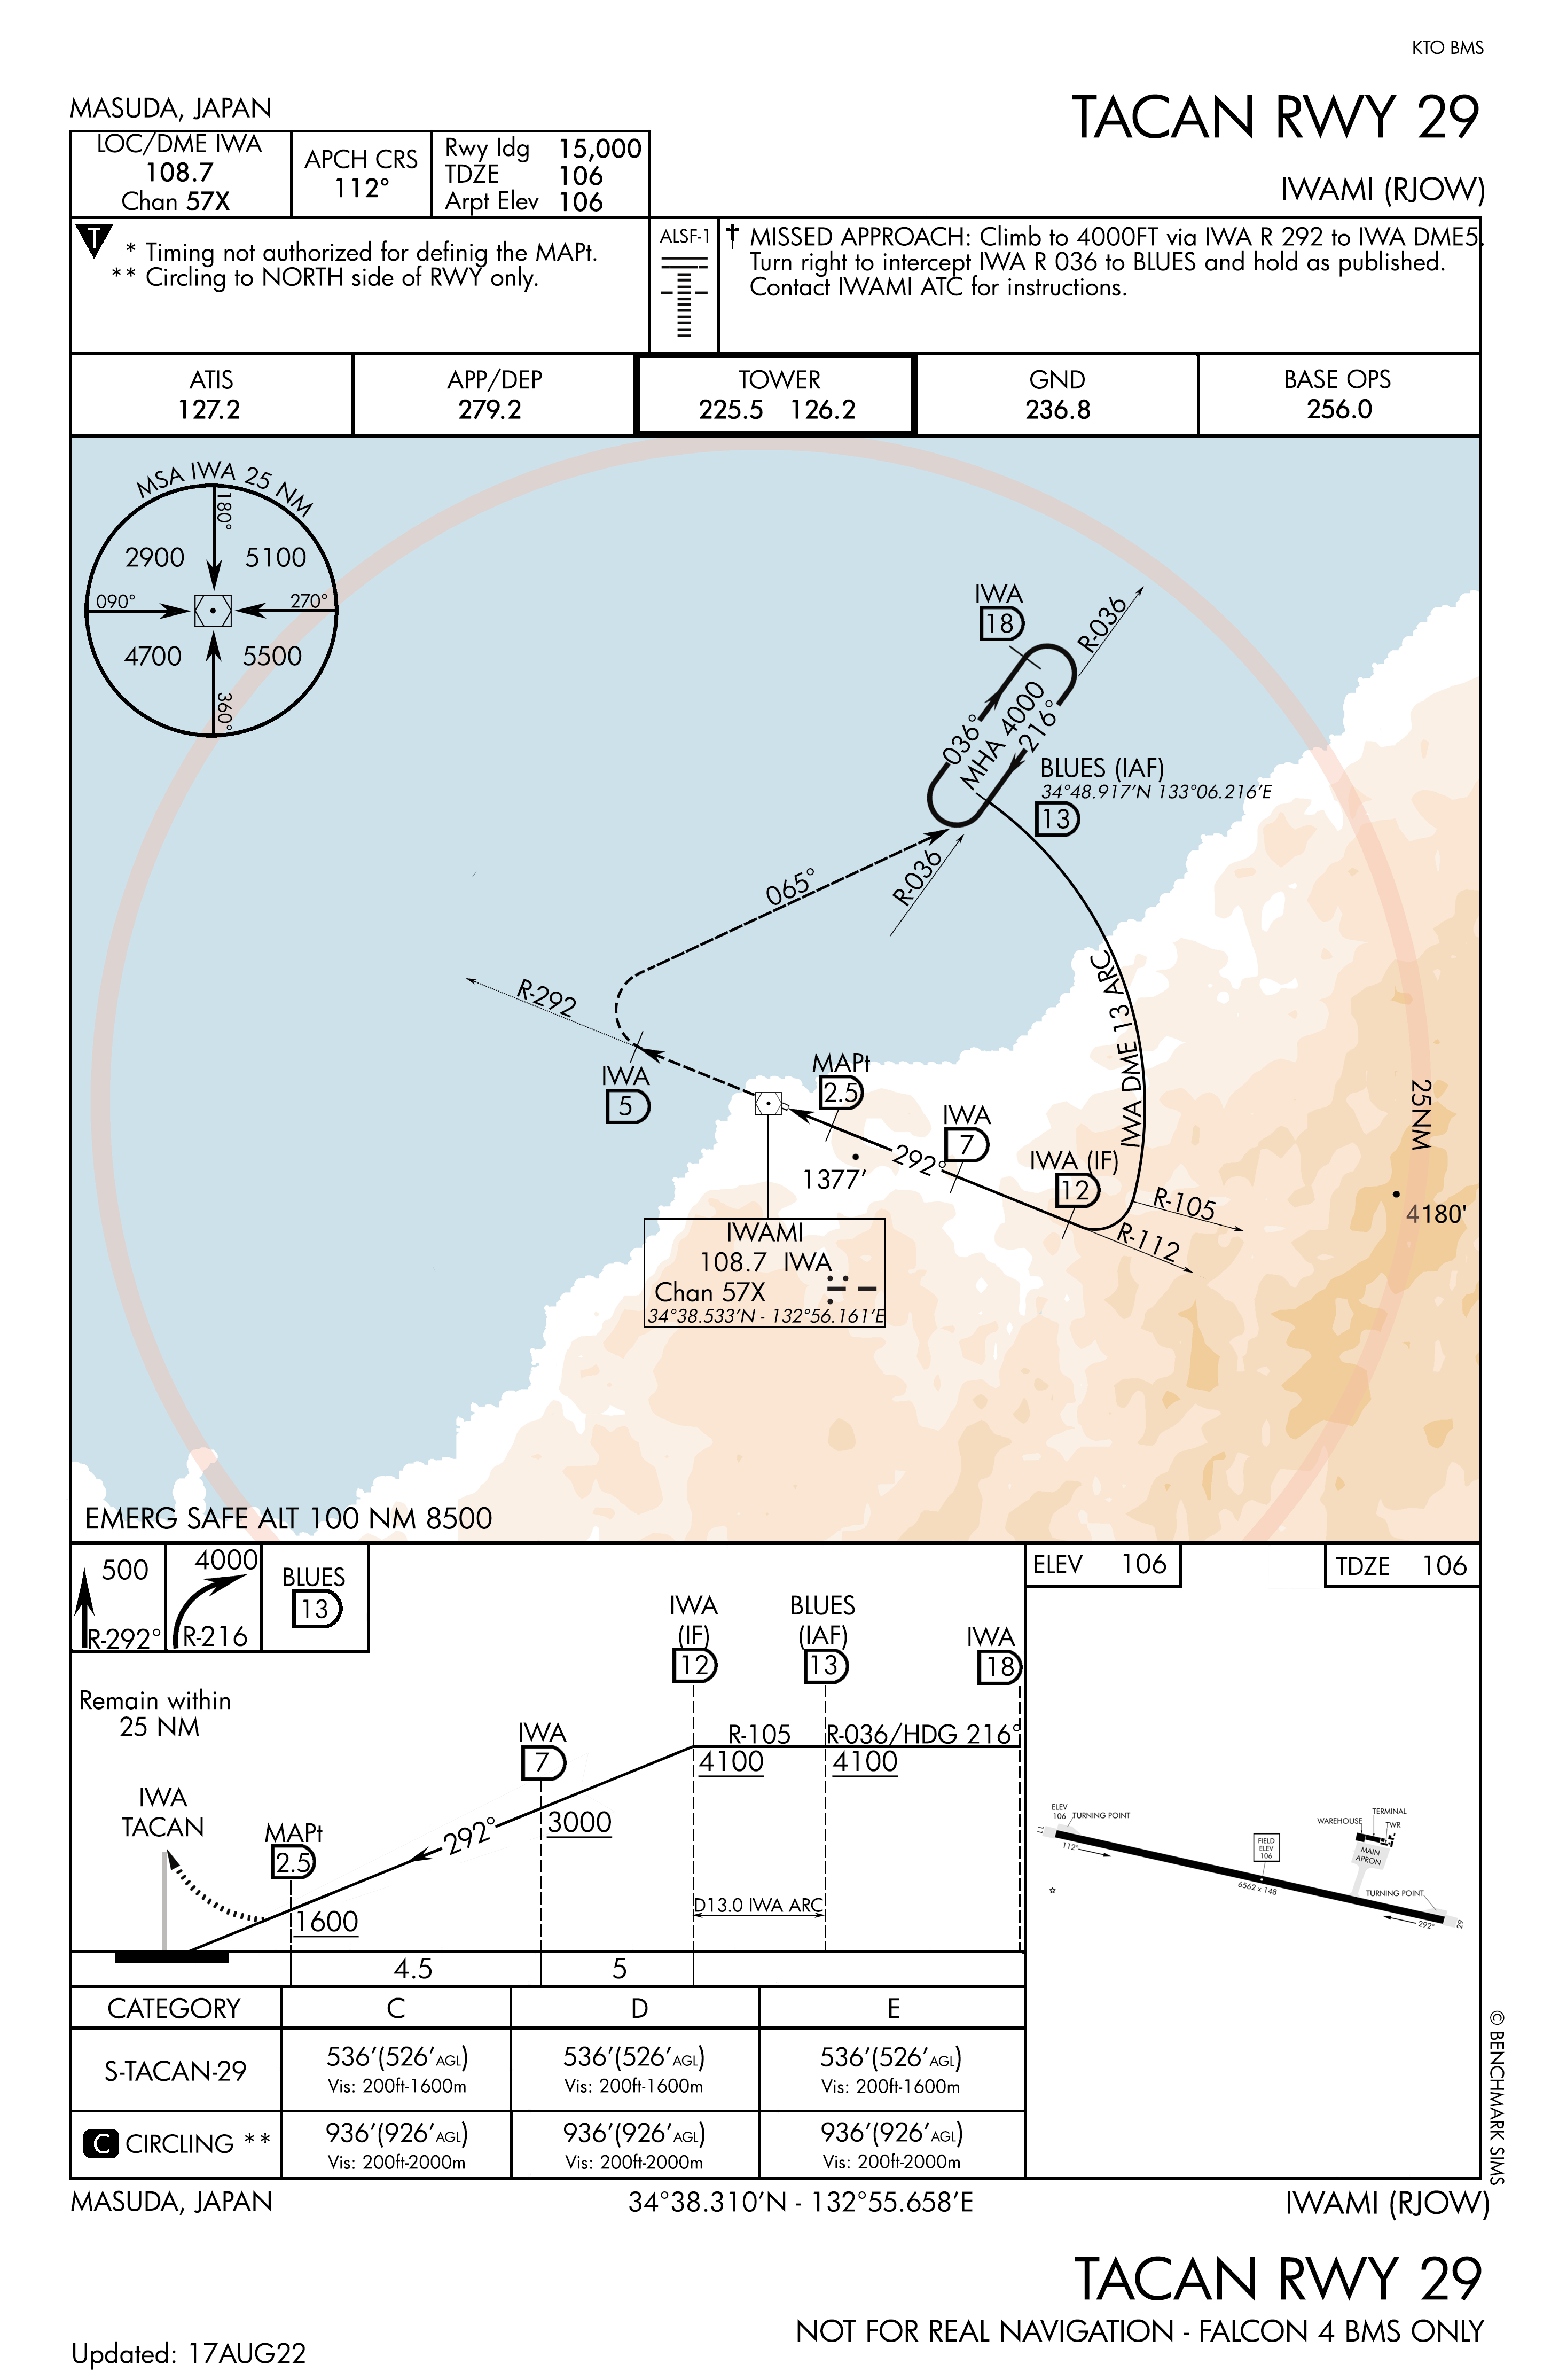 KTO BMS
MASUDA, JAPAN
TACAN RWY 29
IWAMI (RJOW)
LOC/DME IWA
108.7
Chan 57X
APCH CRS
112°
Rwy ldg 15,000
TDZE 106
Arpt Elev 106
T
* Timing not authorized for definig the MAPt.
** Circling to NORTH side of RWY only.
ALSF-1
† MISSED APPROACH: Climb to 4000FT via IWA R 292 to IWA DME5.
Turn right to intercept IWA R 036 to BLUES and hold as published.
Contact IWAMI ATC for instructions.
ATIS
127.2
APP/DEP
279.2
TOWER
225.5 126.2
GND
236.8
BASE OPS
256.0
MSA IWA 25 NM
180°
2900 5100
090° 270°
4700 5500
360°
IWA
18
R-036
036°
MHA 4000
216°
BLUES (IAF)
34°48.917'N 133°06.216'E
13
R-036
065°
R-292
IWA DME 13 ARC
IWA
5
MAPt
2.5
IWA
7
292°
1377'
IWA (IF)
12
R-105
R-112
25NM
4180'
IWAMI
108.7 IWA
Chan 57X
34°38.533'N - 132°56.161'E
EMERG SAFE ALT 100 NM 8500
500
R-292°
4000
R-216
BLUES
13
ELEV 106
TDZE 106
Remain within
25 NM
IWA
TACAN
MAPt
2.5
1600
292°
IWA
7
3000
IWA
(IF)
12
R-105
4100
BLUES
(IAF)
13
R-036/HDG 216°
4100
IWA
18
D13.0 IWA ARC
4.5
5
ELEV
106
TURNING POINT
112°
FIELD
ELEV
106
6562 x 148
WAREHOUSE
TERMINAL
TWR
MAIN
APRON
TURNING POINT
292°
29
CATEGORY C D E
S-TACAN-29
536'(526'AGL) 536'(526'AGL) 536'(526'AGL)
Vis: 200ft-1600m Vis: 200ft-1600m Vis: 200ft-1600m
C CIRCLING **
936'(926'AGL) 936'(926'AGL) 936'(926'AGL)
Vis: 200ft-2000m Vis: 200ft-2000m Vis: 200ft-2000m
© BENCHMARK SIMS
MASUDA, JAPAN
34°38.310'N - 132°55.658'E
IWAMI (RJOW)
TACAN RWY 29
NOT FOR REAL NAVIGATION - FALCON 4 BMS ONLY
Updated: 17AUG22